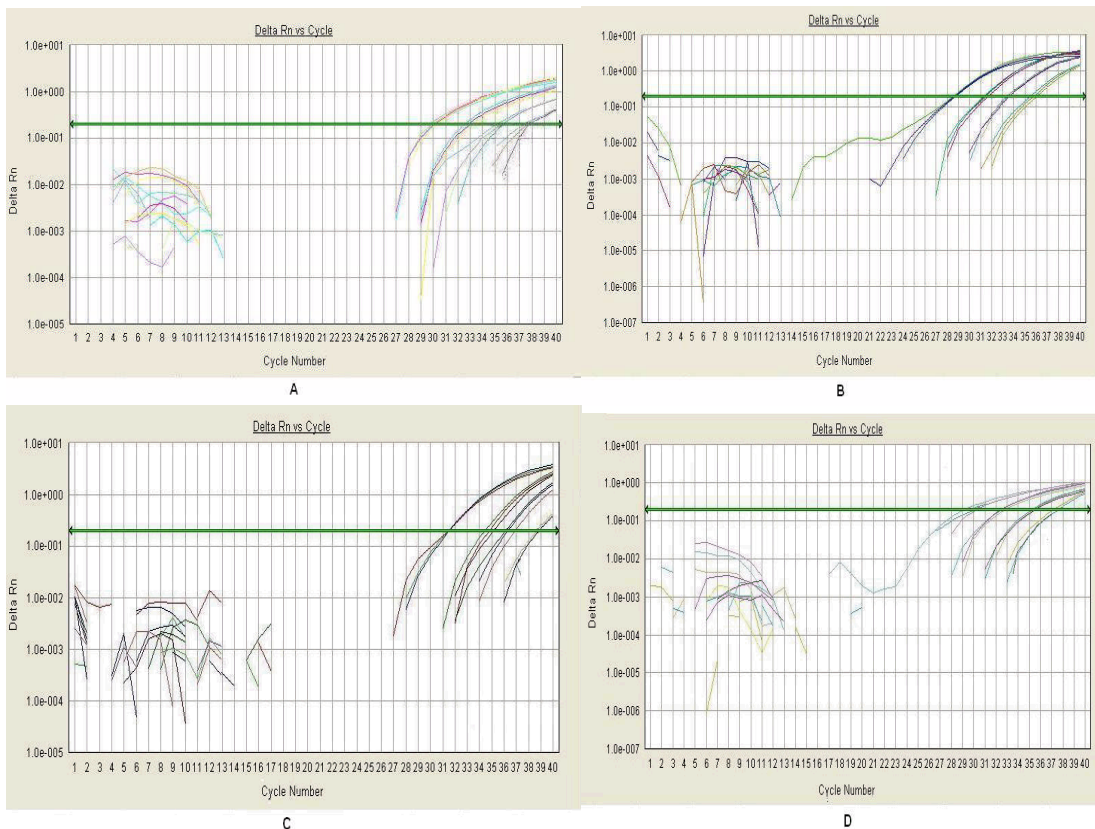 Delta Rn vs Cycle
1.0e+001
1.0e+000
1.0e-001
1.0e-002
1.0e-003
1.0e-004
1.0e-005
Delta Rn
1 2 3 4 5 6 7 8 9 10 11 12 13 14 15 16 17 18 19 20 21 22 23 24 25 26 27 28 29 30 31 32 33 34 35 36 37 38 39 40
Cycle Number
A
Delta Rn vs Cycle
1.0e+001
1.0e+000
1.0e-001
1.0e-002
1.0e-003
1.0e-004
1.0e-005
1.0e-006
1.0e-007
Delta Rn
1 2 3 4 5 6 7 8 9 10 11 12 13 14 15 16 17 18 19 20 21 22 23 24 25 26 27 28 29 30 31 32 33 34 35 36 37 38 39 40
Cycle Number
B
Delta Rn vs Cycle
1.0e+001
1.0e+000
1.0e-001
1.0e-002
1.0e-003
1.0e-004
1.0e-005
Delta Rn
1 2 3 4 5 6 7 8 9 10 11 12 13 14 15 16 17 18 19 20 21 22 23 24 25 26 27 28 29 30 31 32 33 34 35 36 37 38 39 40
Cycle Number
C
Delta Rn vs Cycle
1.0e+001
1.0e+000
1.0e-001
1.0e-002
1.0e-003
1.0e-004
1.0e-005
1.0e-006
1.0e-007
Delta Rn
1 2 3 4 5 6 7 8 9 10 11 12 13 14 15 16 17 18 19 20 21 22 23 24 25 26 27 28 29 30 31 32 33 34 35 36 37 38 39 40
Cycle Number
D